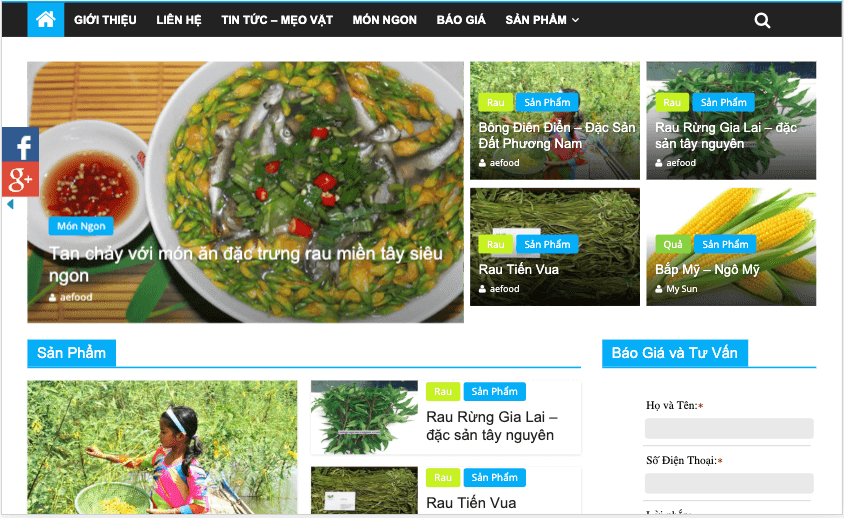 GIỚI THIỆU LIÊN HỆ TIN TỨC – MẸO VẶT MÓN NGON BÁO GIÁ SẢN PHẨM
Món Ngon
Tan chảy với món ăn đặc trưng rau miền tây siêu
ngon
aefood
Rau Sản Phẩm
Bông Điên Điển – Đặc Sản
Đất Phương Nam
aefood
Rau Sản Phẩm
Rau Rừng Gia Lai – đặc
sản tây nguyên
aefood
Rau Sản Phẩm
Rau Tiến Vua
aefood
Quả Sản Phẩm
Bắp Mỹ – Ngô Mỹ
My Sun
f
g+
Sản Phẩm
Rau Sản Phẩm
Rau Rừng Gia Lai –
đặc sản tây nguyên
Rau Sản Phẩm
Rau Tiến Vua
Báo Giá và Tư Vấn
Họ và Tên:*
Số Điện Thoại:*